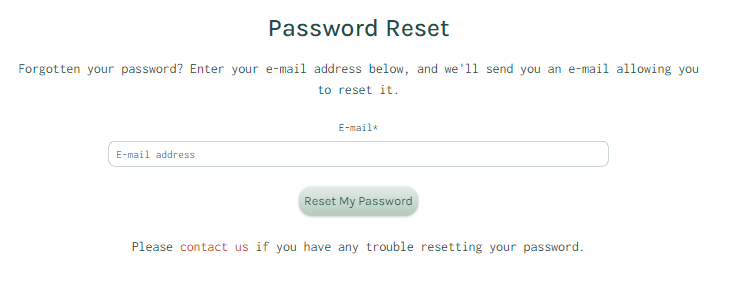 Password Reset
Forgotten your password? Enter your e-mail address below, and we'll send you an e-mail allowing you
to reset it.
E-mail*
E-mail address
Reset My Password
Please contact us if you have any trouble resetting your password.